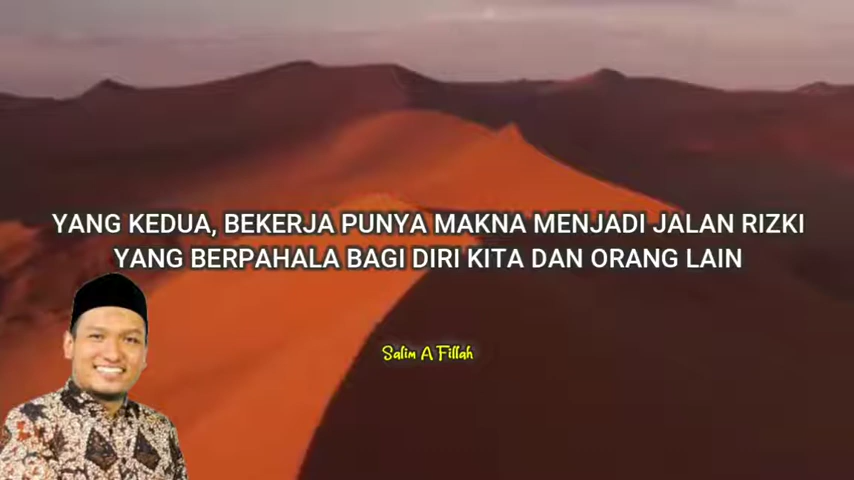 YANG KEDUA, BEKERJA PUNYA MAKNA MENJADI JALAN RIZKI
YANG BERPAHALA BAGI DIRI KITA DAN ORANG LAIN
Salim A Fillah